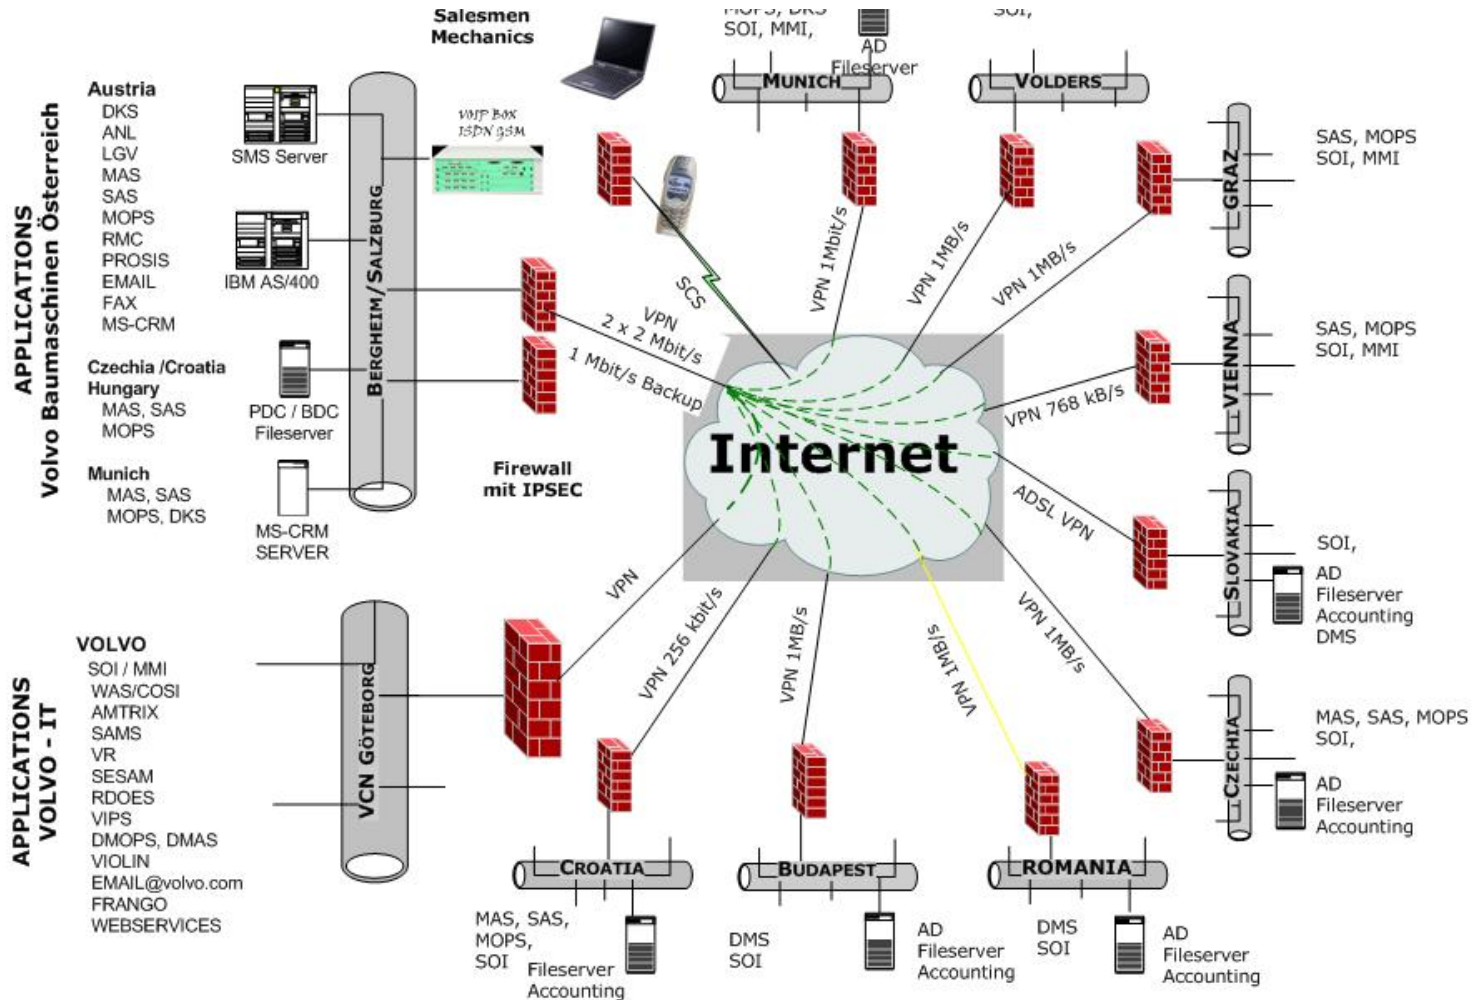 Salesmen
Mechanics
MOPS, DKS
SOI, MMI,
AD
Fileserver
SOI,
MUNICH
VOLDERS
APPLICATIONS
Volvo Baumaschinen Österreich
Austria
DKS
ANL
LGV
MAS
SAS
MOPS
RMC
PROSIS
EMAIL
FAX
MS-CRM
Czechia /Croatia
Hungary
MAS, SAS
MOPS
Munich
MAS, SAS
MOPS, DKS
SMS Server
IBM AS/400
PDC / BDC
Fileserver
MS-CRM
SERVER
BERGHEIM/SALZBURG
VOIP BOX
ISDN GSM
SCS
VPN
2 x 2 Mbit/s
1 Mbit/s Backup
Firewall
mit IPSEC
VPN 1Mbit/s
VPN 1MB/s
VPN 1MB/s
GRAZ
SAS, MOPS
SOI, MMI
Internet
VPN 768 kB/s
VIENNA
SAS, MOPS
SOI, MMI
ADSL VPN
SLOVAKIA
SOI,
AD
Fileserver
Accounting
DMS
VPN 1MB/s
CZECHIA
MAS, SAS, MOPS
SOI,
AD
Fileserver
Accounting
APPLICATIONS
VOLVO - IT
VOLVO
SOI / MMI
WAS/COSI
AMTRIX
SAMS
VR
SESAM
RDOES
VIPS
DMOPS, DMAS
VIOLIN
EMAIL@volvo.com
FRANGO
WEBSERVICES
VCN GÖTEBORG
VPN
VPN 256 kbit/s
VPN 1MB/s
VPN 1MB/s
CROATIA
MAS, SAS,
MOPS,
SOI
Fileserver
Accounting
BUDAPEST
DMS
SOI
AD
Fileserver
Accounting
ROMANIA
DMS
SOI
AD
Fileserver
Accounting